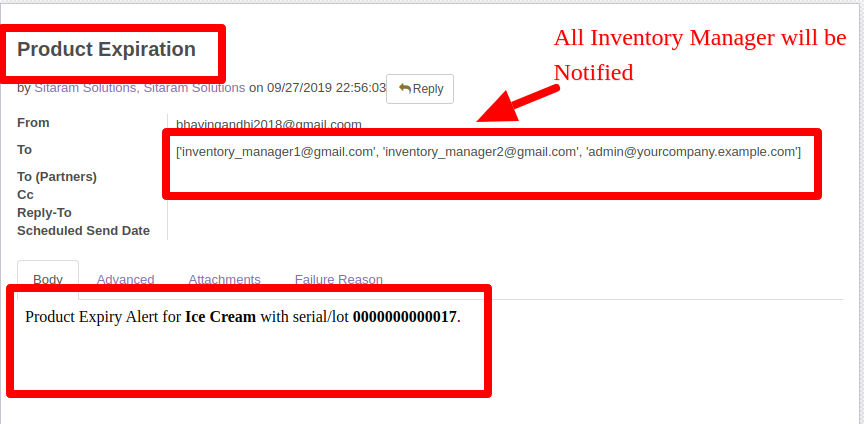 Product Expiration
All Inventory Manager will be
Notified
by Sitaram Solutions, Sitaram Solutions on 09/27/2019 22:56:03 Reply
From bhavingandhi2018@gmail.coom
To ['inventory_manager1@gmail.com', 'inventory_manager2@gmail.com', 'admin@yourcompany.example.com']
To (Partners)
Cc
Reply-To
Scheduled Send Date
Body Advanced Attachments Failure Reason
Product Expiry Alert for Ice Cream with serial/lot 0000000000017.